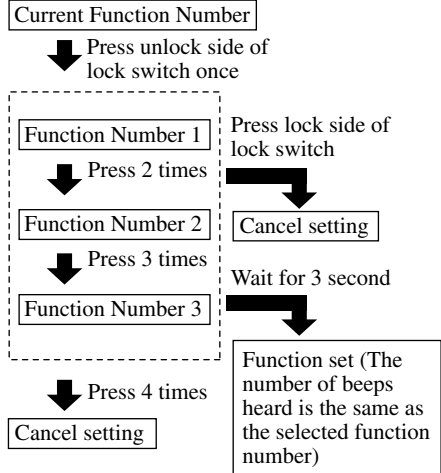 Current Function Number
Press unlock side of
lock switch once
Function Number 1
Press lock side of
lock switch
Press 2 times
Function Number 2
Cancel setting
Press 3 times
Wait for 3 second
Function Number 3
Function set (The
number of beeps
heard is the same as
the selected function
number)
Press 4 times
Cancel setting